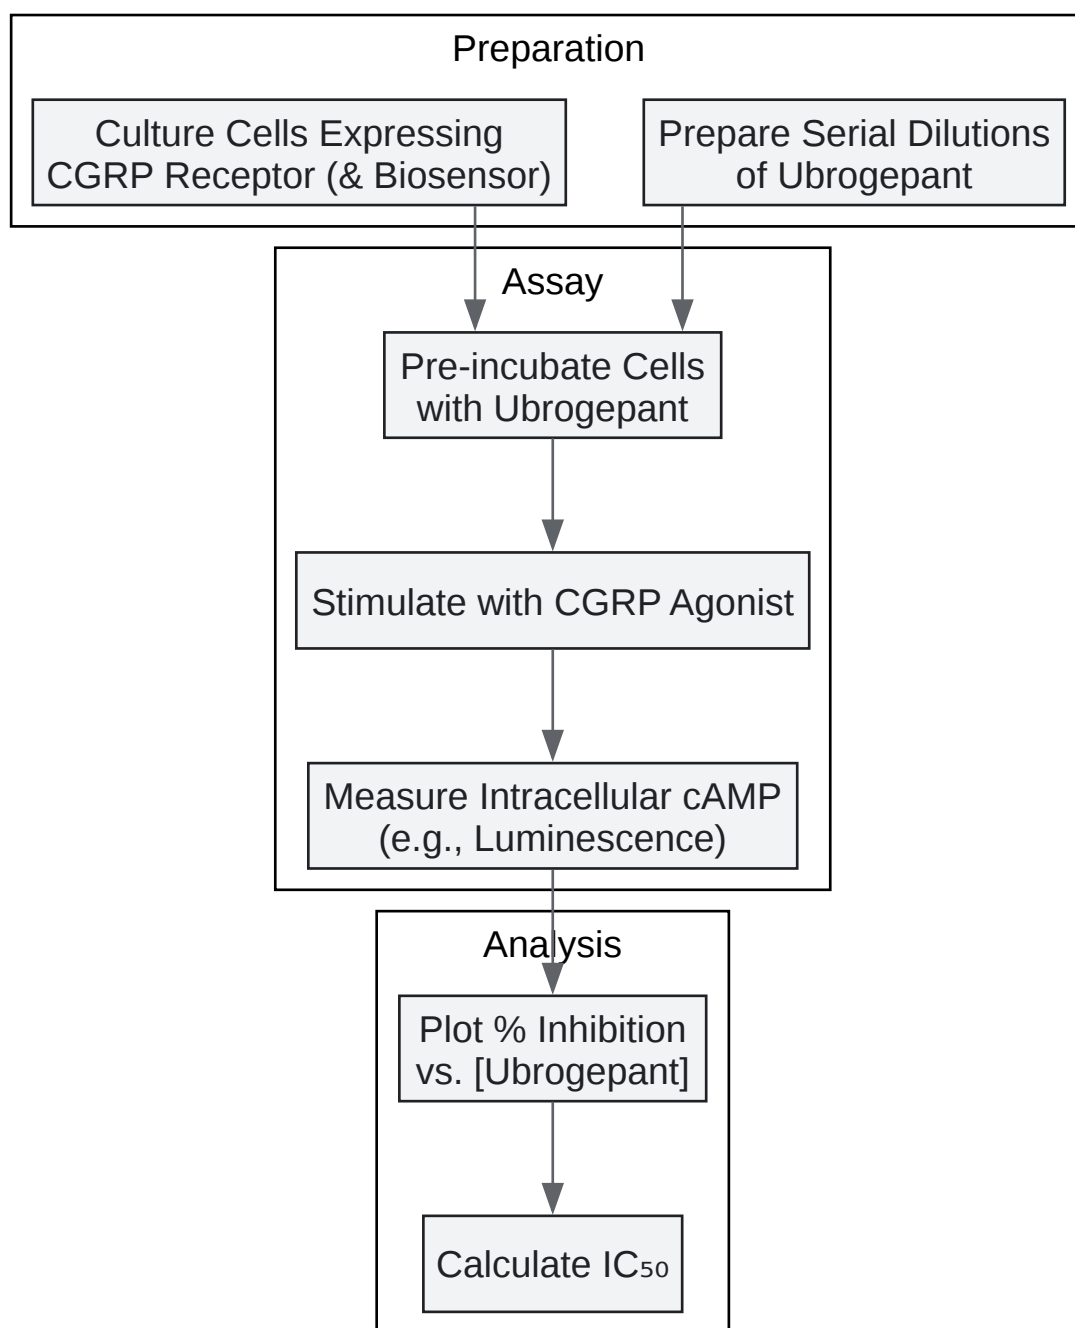 Preparation
Culture Cells Expressing
CGRP Receptor (& Biosensor)
Prepare Serial Dilutions
of Ubrogepant
Assay
Pre-incubate Cells
with Ubrogepant
Stimulate with CGRP Agonist
Measure Intracellular cAMP
(e.g., Luminescence)
Analysis
Plot % Inhibition
vs. [Ubrogepant]
Calculate IC₅₀